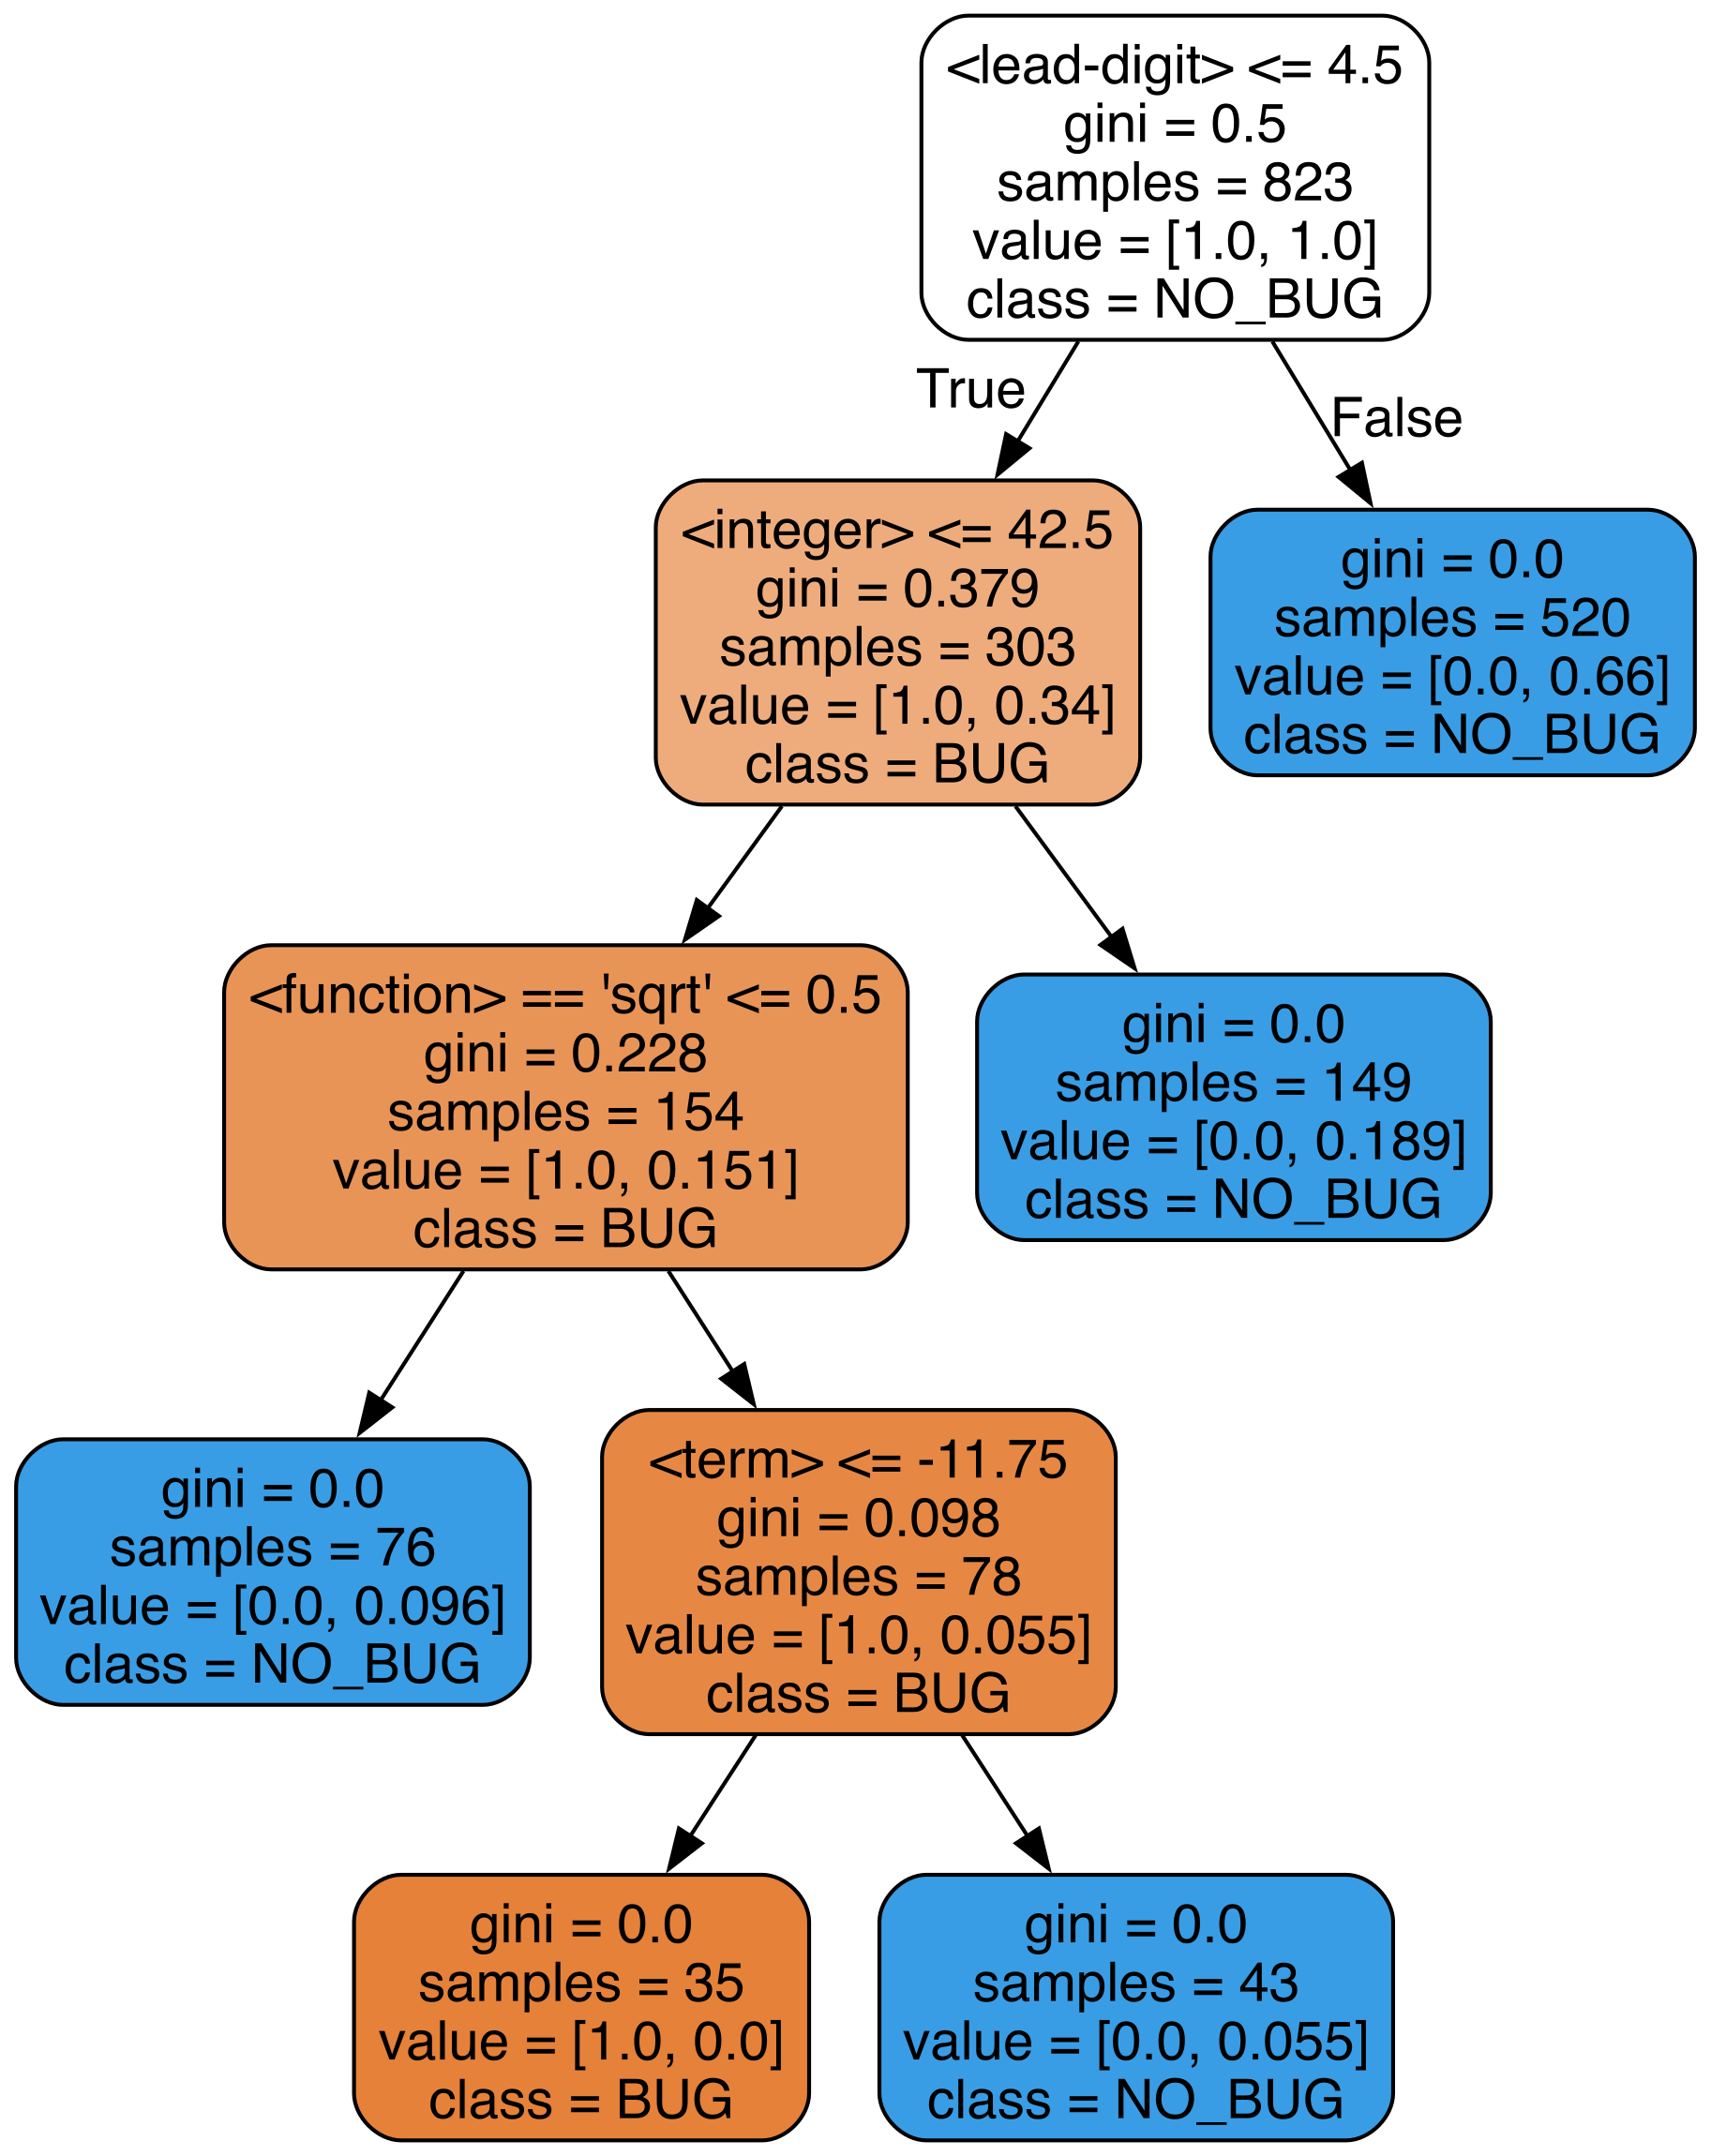 <lead-digit> <= 4.5
gini = 0.5
samples = 823
value = [1.0, 1.0]
class = NO_BUG
True
False
<integer> <= 42.5
gini = 0.379
samples = 303
value = [1.0, 0.34]
class = BUG
gini = 0.0
samples = 520
value = [0.0, 0.66]
class = NO_BUG
<function> == 'sqrt' <= 0.5
gini = 0.228
samples = 154
value = [1.0, 0.151]
class = BUG
gini = 0.0
samples = 149
value = [0.0, 0.189]
class = NO_BUG
gini = 0.0
samples = 76
value = [0.0, 0.096]
class = NO_BUG
<term> <= -11.75
gini = 0.098
samples = 78
value = [1.0, 0.055]
class = BUG
gini = 0.0
samples = 35
value = [1.0, 0.0]
class = BUG
gini = 0.0
samples = 43
value = [0.0, 0.055]
class = NO_BUG